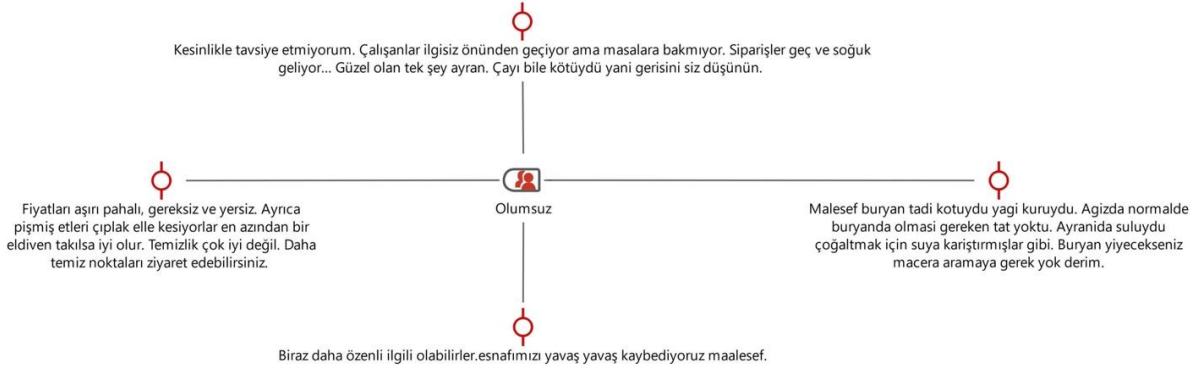 Kesinlikle tavsiye etmiyorum. Çalışanlar ilgisiz önünden geçiyor ama masalara bakmıyor. Siparişler geç ve soğuk
geliyor... Güzel olan tek şey ayran. Çayı bile kötüydü yani gerisini siz düşünün.
Olumsuz
Fiyatları aşırı pahalı, gereksiz ve yersiz. Ayrıca
pişmiş etleri çıplak elle kesiyorlar en azından bir
eldiven takılsa iyi olur. Temizlik çok iyi değil. Daha
temiz noktaları ziyaret edebilirsiniz.
Malesef buryan tadi kotuydu yagi kuruydu. Agizda normalde
buryanda olmasi gereken tat yoktu. Ayranida suluydu
çoğaltmak için suya kariştırmışlar gibi. Buryan yiyecekseniz
macera aramaya gerek yok derim.
Biraz daha özenli ilgili olabilirler.esnafımızı yavaş yavaş kaybediyoruz maalesef.